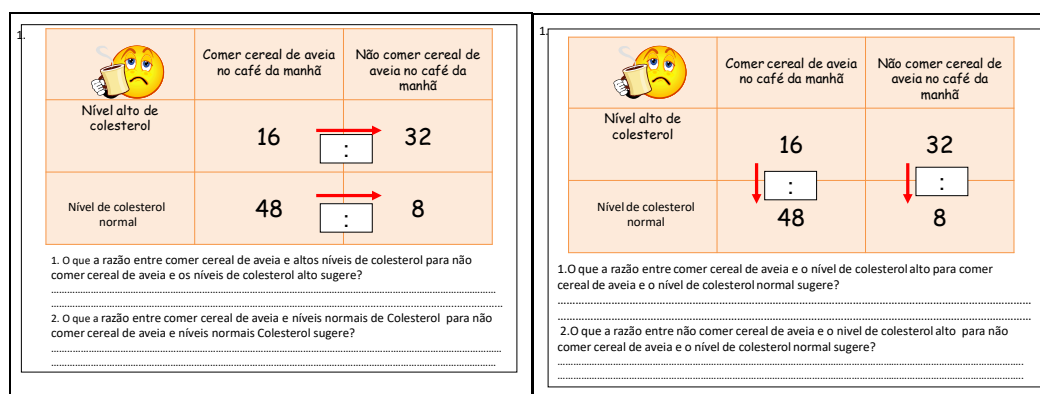 1.
Comer cereal de aveia
no café da manhã
Não comer cereal de
aveia no café da
manhã
Nível alto de
colesterol
16
:
32
Nível de colesterol
normal
48
:
8
1. O que a razão entre comer cereal de aveia e altos níveis de colesterol para não
comer cereal de aveia e os níveis de colesterol alto sugere?
2. O que a razão entre comer cereal de aveia e níveis normais de Colesterol para não
comer cereal de aveia e níveis normais Colesterol sugere?
1.
Comer cereal de aveia
no café da manhã
Não comer cereal de
aveia no café da
manhã
Nível alto de
colesterol
16
32
:
:
Nível de colesterol
normal
48
8
1.O que a razão entre comer cereal de aveia e o nível de colesterol alto para comer
cereal de aveia e o nível de colesterol normal sugere?
2.O que a razão entre não comer cereal de aveia e o nivel de colesterol alto para não
comer cereal de aveia e o nível de colesterol normal sugere?